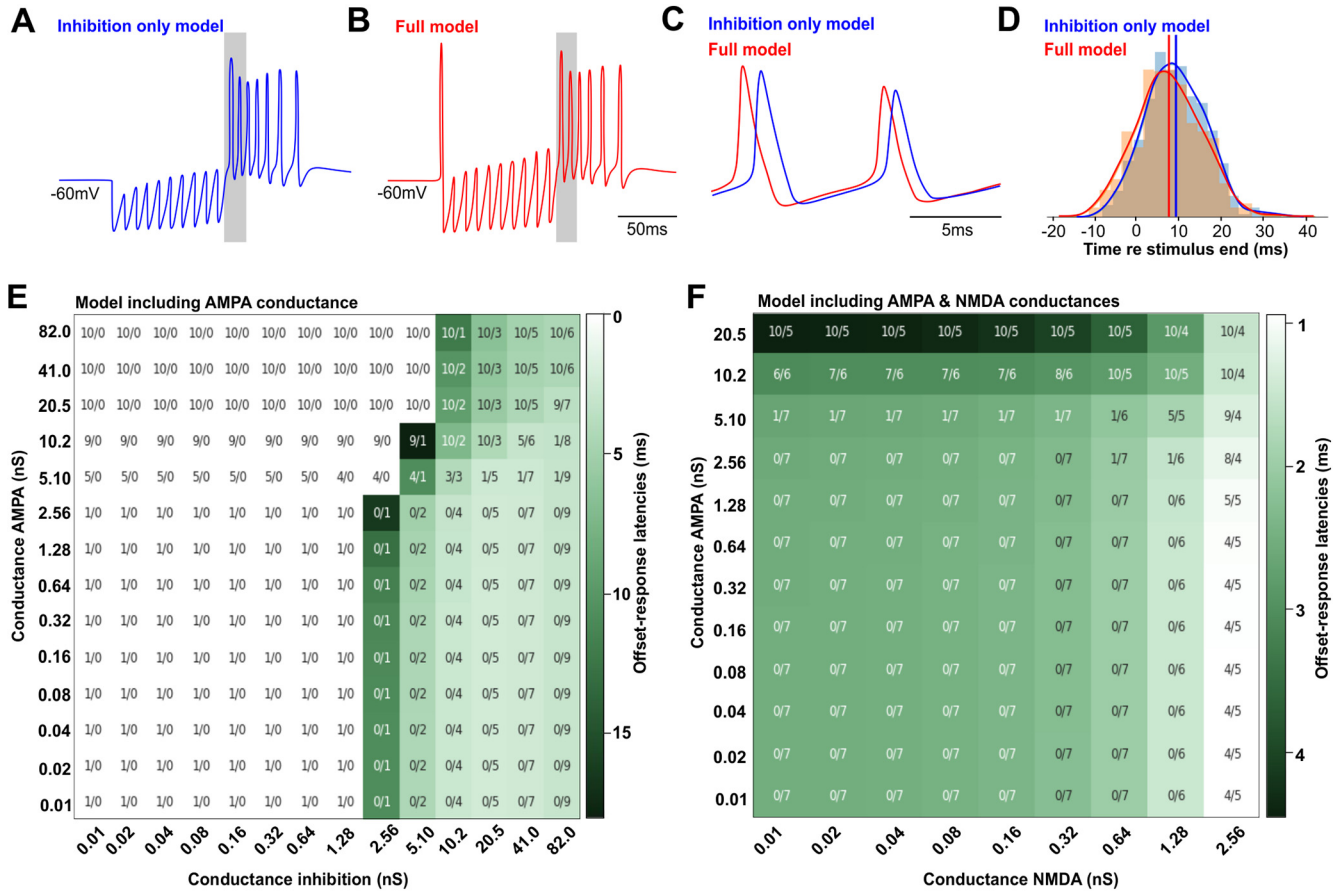 A
Inhibition only model
-60mV
B
Full model
-60mV
50ms
C
Inhibition only model
Full model
5ms
D
Inhibition only model
Full model
-20 -10 0 10 20 30 40
Time re stimulus end (ms)
E
Model including AMPA conductance
Conductance AMPA (nS)
82.0 10/0 10/0 10/0 10/0 10/0 10/0 10/0 10/0 10/0 10/0 10/1 10/3 10/5 10/6
41.0 10/0 10/0 10/0 10/0 10/0 10/0 10/0 10/0 10/0 10/0 10/2 10/3 10/5 10/6
20.5 10/0 10/0 10/0 10/0 10/0 10/0 10/0 10/0 10/0 10/0 10/2 10/3 10/5 9/7
10.2 9/0 9/0 9/0 9/0 9/0 9/0 9/0 9/0 9/0 9/1 10/2 10/3 5/6 1/8
5.10 5/0 5/0 5/0 5/0 5/0 5/0 5/0 4/0 4/0 4/1 3/3 1/5 1/7 1/9
2.56 1/0 1/0 1/0 1/0 1/0 1/0 1/0 1/0 0/1 0/2 0/4 0/5 0/7 0/9
1.28 1/0 1/0 1/0 1/0 1/0 1/0 1/0 1/0 0/1 0/2 0/4 0/5 0/7 0/9
0.64 1/0 1/0 1/0 1/0 1/0 1/0 1/0 1/0 0/1 0/2 0/4 0/5 0/7 0/9
0.32 1/0 1/0 1/0 1/0 1/0 1/0 1/0 1/0 0/1 0/2 0/4 0/5 0/7 0/9
0.16 1/0 1/0 1/0 1/0 1/0 1/0 1/0 1/0 0/1 0/2 0/4 0/5 0/7 0/9
0.08 1/0 1/0 1/0 1/0 1/0 1/0 1/0 1/0 0/1 0/2 0/4 0/5 0/7 0/9
0.04 1/0 1/0 1/0 1/0 1/0 1/0 1/0 1/0 0/1 0/2 0/4 0/5 0/7 0/9
0.02 1/0 1/0 1/0 1/0 1/0 1/0 1/0 1/0 0/1 0/2 0/4 0/5 0/7 0/9
0.01 1/0 1/0 1/0 1/0 1/0 1/0 1/0 1/0 0/1 0/2 0/4 0/5 0/7 0/9
0.01 0.02 0.04 0.08 0.16 0.32 0.64 1.28 2.56 5.10 10.2 20.5 41.0 82.0
Conductance inhibition (nS)
0
5
10
15
Offset-response latencies (ms)
F
Model including AMPA & NMDA conductances
Conductance AMPA (nS)
20.5 10/5 10/5 10/5 10/5 10/5 10/5 10/5 10/4 10/4
10.2 6/6 7/6 7/6 7/6 7/6 8/6 10/5 10/5 10/4
5.10 1/7 1/7 1/7 1/7 1/7 1/7 1/6 5/5 9/4
2.56 0/7 0/7 0/7 0/7 0/7 0/7 1/7 1/6 8/4
1.28 0/7 0/7 0/7 0/7 0/7 0/7 0/7 0/6 5/5
0.64 0/7 0/7 0/7 0/7 0/7 0/7 0/7 0/6 4/5
0.32 0/7 0/7 0/7 0/7 0/7 0/7 0/7 0/6 4/5
0.16 0/7 0/7 0/7 0/7 0/7 0/7 0/7 0/6 4/5
0.08 0/7 0/7 0/7 0/7 0/7 0/7 0/7 0/6 4/5
0.04 0/7 0/7 0/7 0/7 0/7 0/7 0/7 0/6 4/5
0.02 0/7 0/7 0/7 0/7 0/7 0/7 0/7 0/6 4/5
0.01 0/7 0/7 0/7 0/7 0/7 0/7 0/7 0/6 4/5
0.01 0.02 0.04 0.08 0.16 0.32 0.64 1.28 2.56
Conductance NMDA (nS)
1
2
3
4
Offset-response latencies (ms)